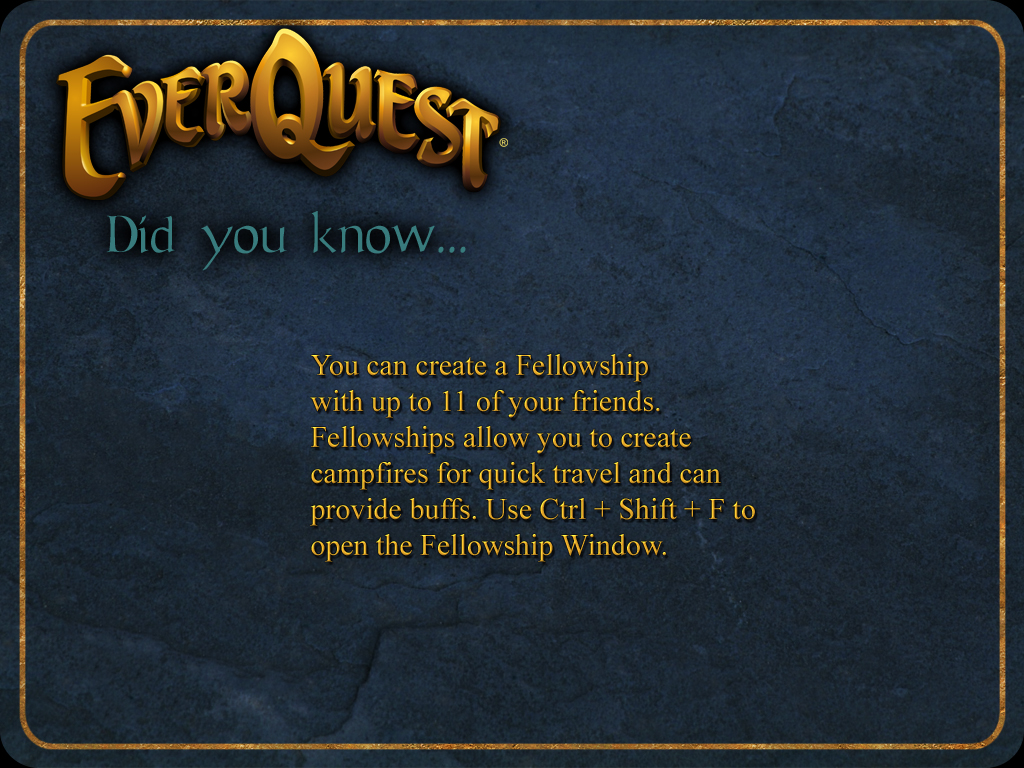 EVERQUEST®
Did you know...
You can create a Fellowship
with up to 11 of your friends.
Fellowships allow you to create
campfires for quick travel and can
provide buffs. Use Ctrl + Shift + F to
open the Fellowship Window.